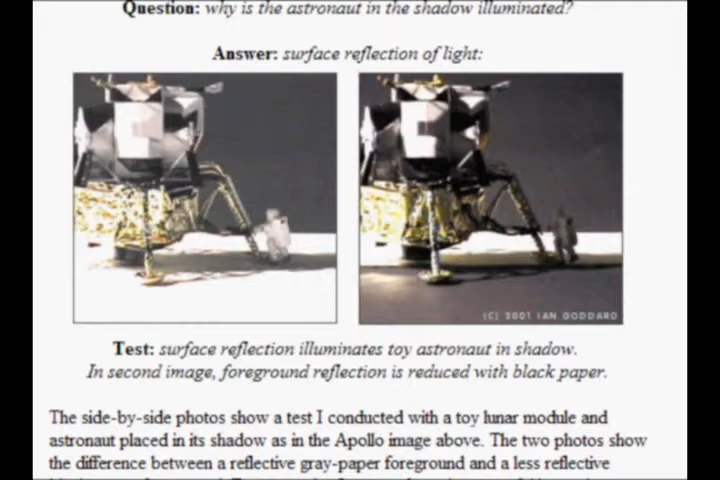 Question: why is the astronaut in the shadow illuminated?
Answer: surface reflection of light:
(C) 2001 IAN GODDARD
Test: surface reflection illuminates toy astronaut in shadow.
In second image, foreground reflection is reduced with black paper.
The side-by-side photos show a test I conducted with a toy lunar module and
astronaut placed in its shadow as in the Apollo image above. The two photos show
the difference between a reflective gray-paper foreground and a less reflective